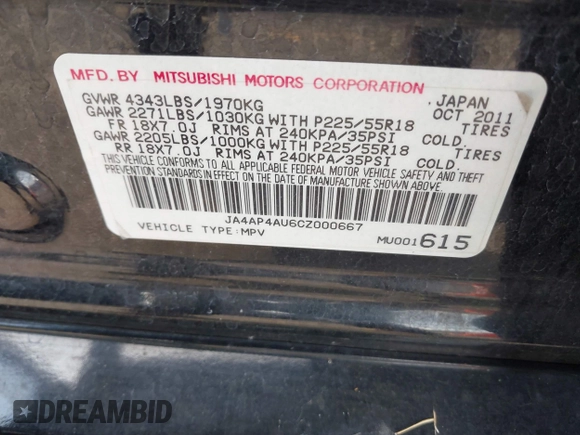 MFD. BY MITSUBISHI MOTORS CORPORATION
GVWR 4343LBS/1970KG JAPAN
GAWR 2271LBS/1030KG WITH P225/55R18 OCT, 2011
FR 18X7.0J RIMS AT 240KPA/35PSI COLD. TIRES
GAWR 2205LBS/1000KG WITH P225/55R18
RR 18X7.0J RIMS AT 240KPA/35PSI COLD. TIRES
THIS VEHICLE CONFORMS TO ALL APPLICABLE FEDERAL MOTOR VEHICLE SAFETY AND THEFT
PREVENTION STANDARDS IN EFFECT ON THE DATE OF MANUFACTURE SHOWN ABOVE.
JA4AP4AU6CZ000667
VEHICLE TYPE:MPV MU001615
DREAMBID